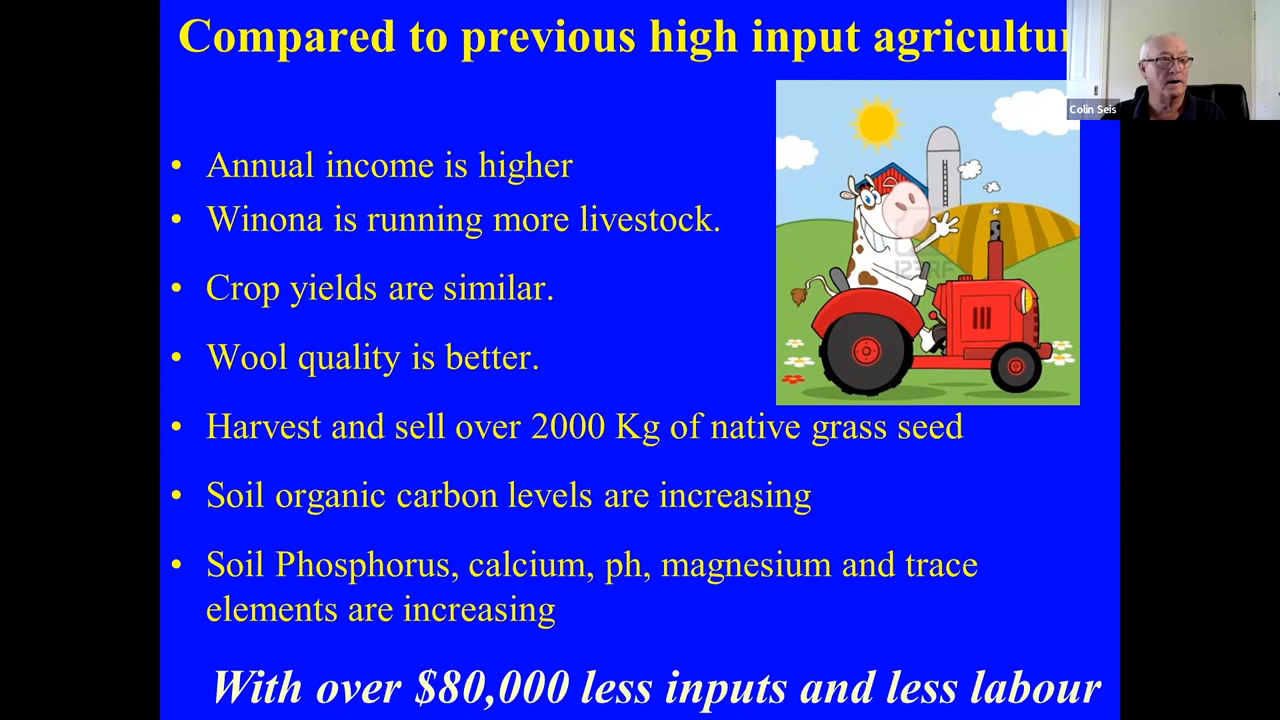 Compared to previous high input agricultu
Colin Seis
• Annual income is higher
• Winona is running more livestock.
• Crop yields are similar.
• Wool quality is better.
• Harvest and sell over 2000 Kg of native grass seed
• Soil organic carbon levels are increasing
• Soil Phosphorus, calcium, ph, magnesium and trace
elements are increasing
With over $80,000 less inputs and less labour
123RF